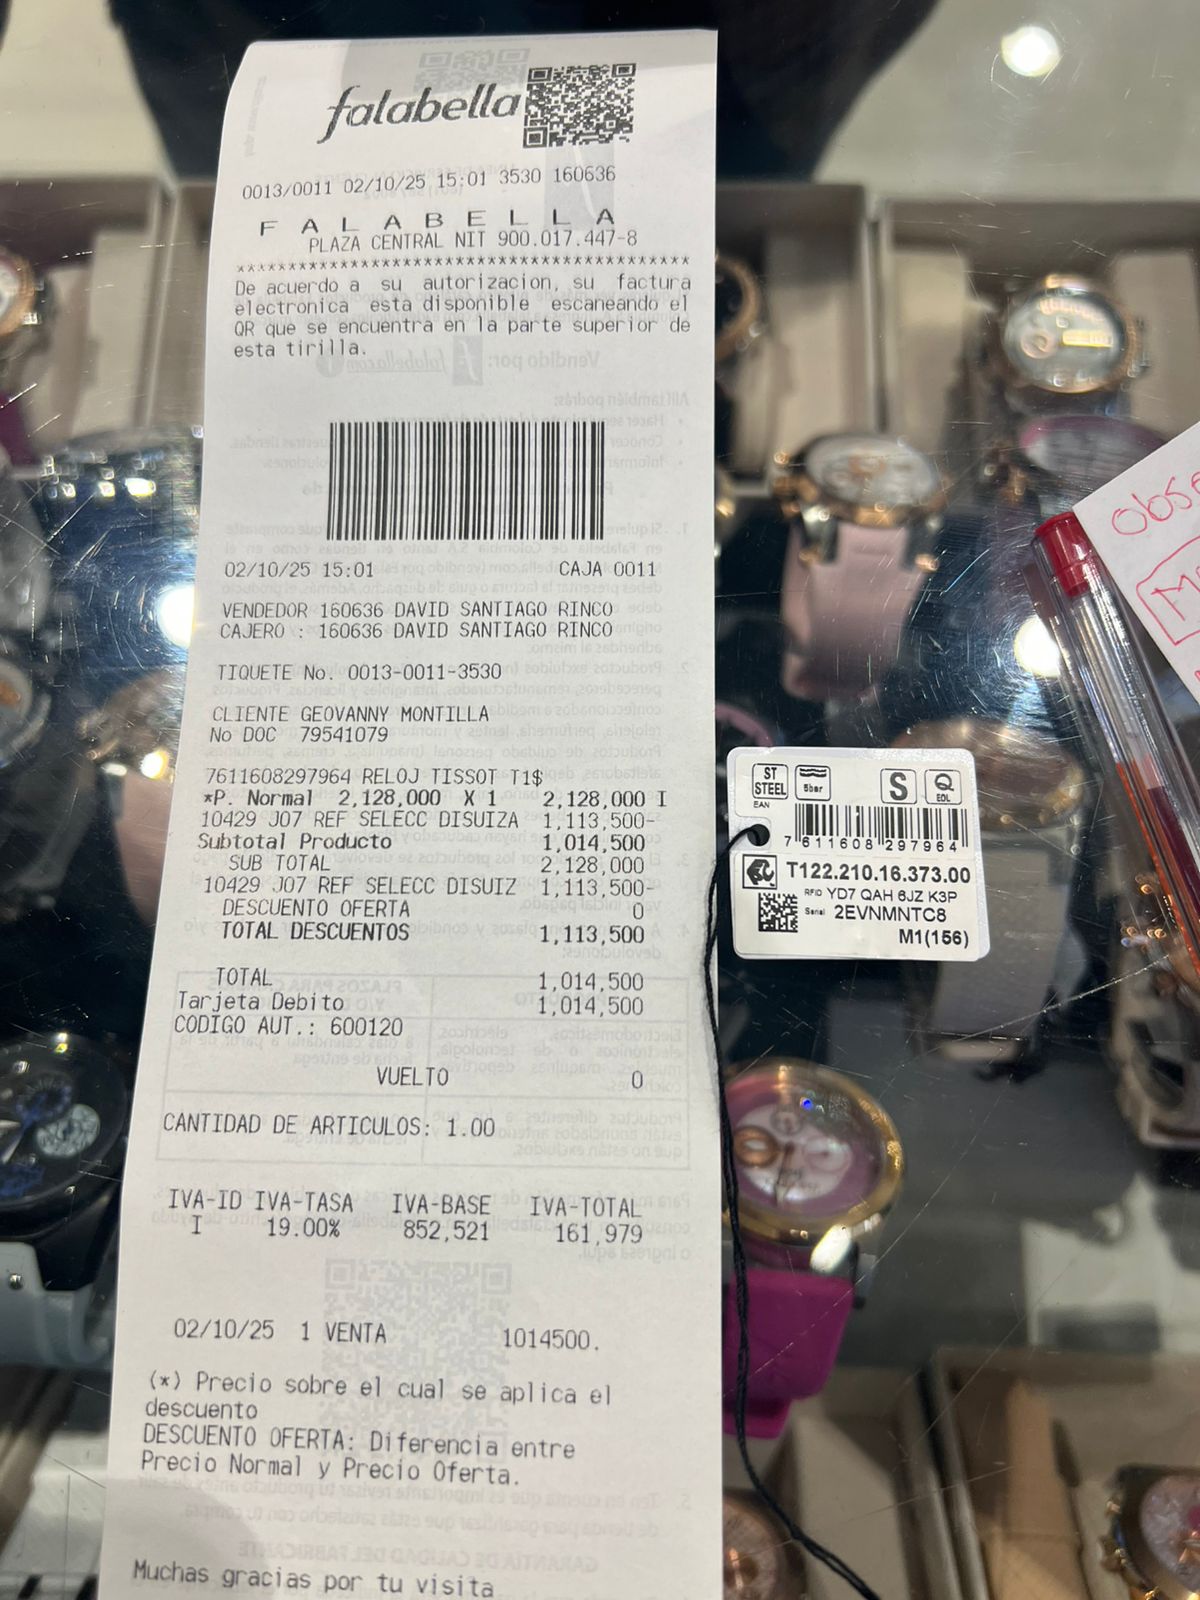 falabella
0013/0011 02/10/25 15:01 3530 160636
F A L A B E L L A
PLAZA CENTRAL NIT 900.017.447-8
********************************************
De acuerdo a su autorizacion, su factura
electronica esta disponible escaneando el
QR que se encuentra en la parte superior de
esta tirilla.
02/10/25 15:01 CAJA 0011
VENDEDOR 160636 DAVID SANTIAGO RINCO
CAJERO : 160636 DAVID SANTIAGO RINCO
TIQUETE No. 0013-0011-3530
CLIENTE GEOVANNY MONTILLA
No DOC 79541079
7611608297964 RELOJ TISSOT T1$
*P. Normal 2,128,000 X 1 2,128,000 I
10429 J07 REF SELECC DISUIZA 1,113,500-
Subtotal Producto 1,014,500
SUB TOTAL 2,128,000
10429 J07 REF SELECC DISUIZ 1,113,500-
DESCUENTO OFERTA 0
TOTAL DESCUENTOS 1,113,500
TOTAL 1,014,500
Tarjeta Debito 1,014,500
CODIGO AUT.: 600120
VUELTO 0
CANTIDAD DE ARTICULOS: 1.00
IVA-ID IVA-TASA IVA-BASE IVA-TOTAL
I 19.00% 852,521 161,979
02/10/25 1 VENTA 1014500.
(*) Precio sobre el cual se aplica el
descuento
DESCUENTO OFERTA: Diferencia entre
Precio Normal y Precio Oferta.
Muchas gracias por tu visita
ST
STEEL
5bar
S
Q
EOL
EAN
7 611608 297964
T122.210.16.373.00
RFID YD7 QAH 6JZ K3P
Serial 2EVNMNTC8
M1(156)